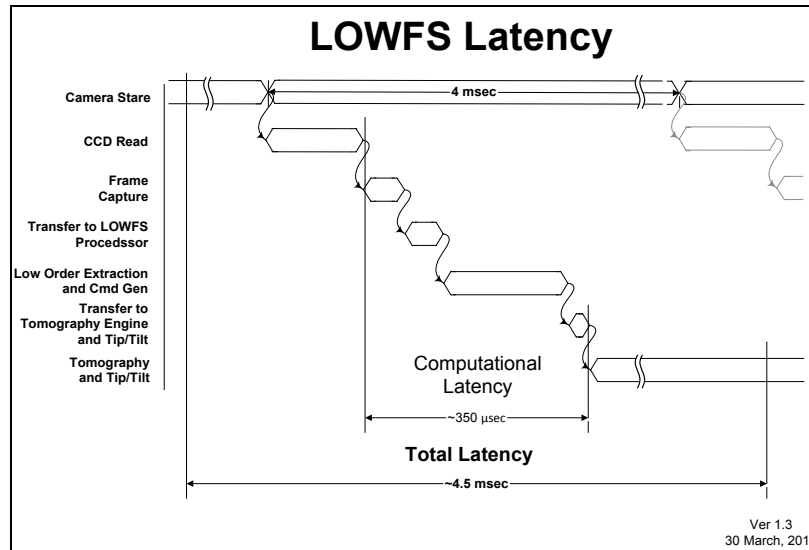 LOWFS Latency
Camera Stare
4 msec
CCD Read
Frame
Capture
Transfer to LOWFS
Procedssor
Low Order Extraction
and Cmd Gen
Transfer to
Tomography Engine
and Tip/Tilt
Tomography
and Tip/Tilt
Computational
Latency
~350 µsec
Total Latency
~4.5 msec
Ver 1.3
30 March, 201